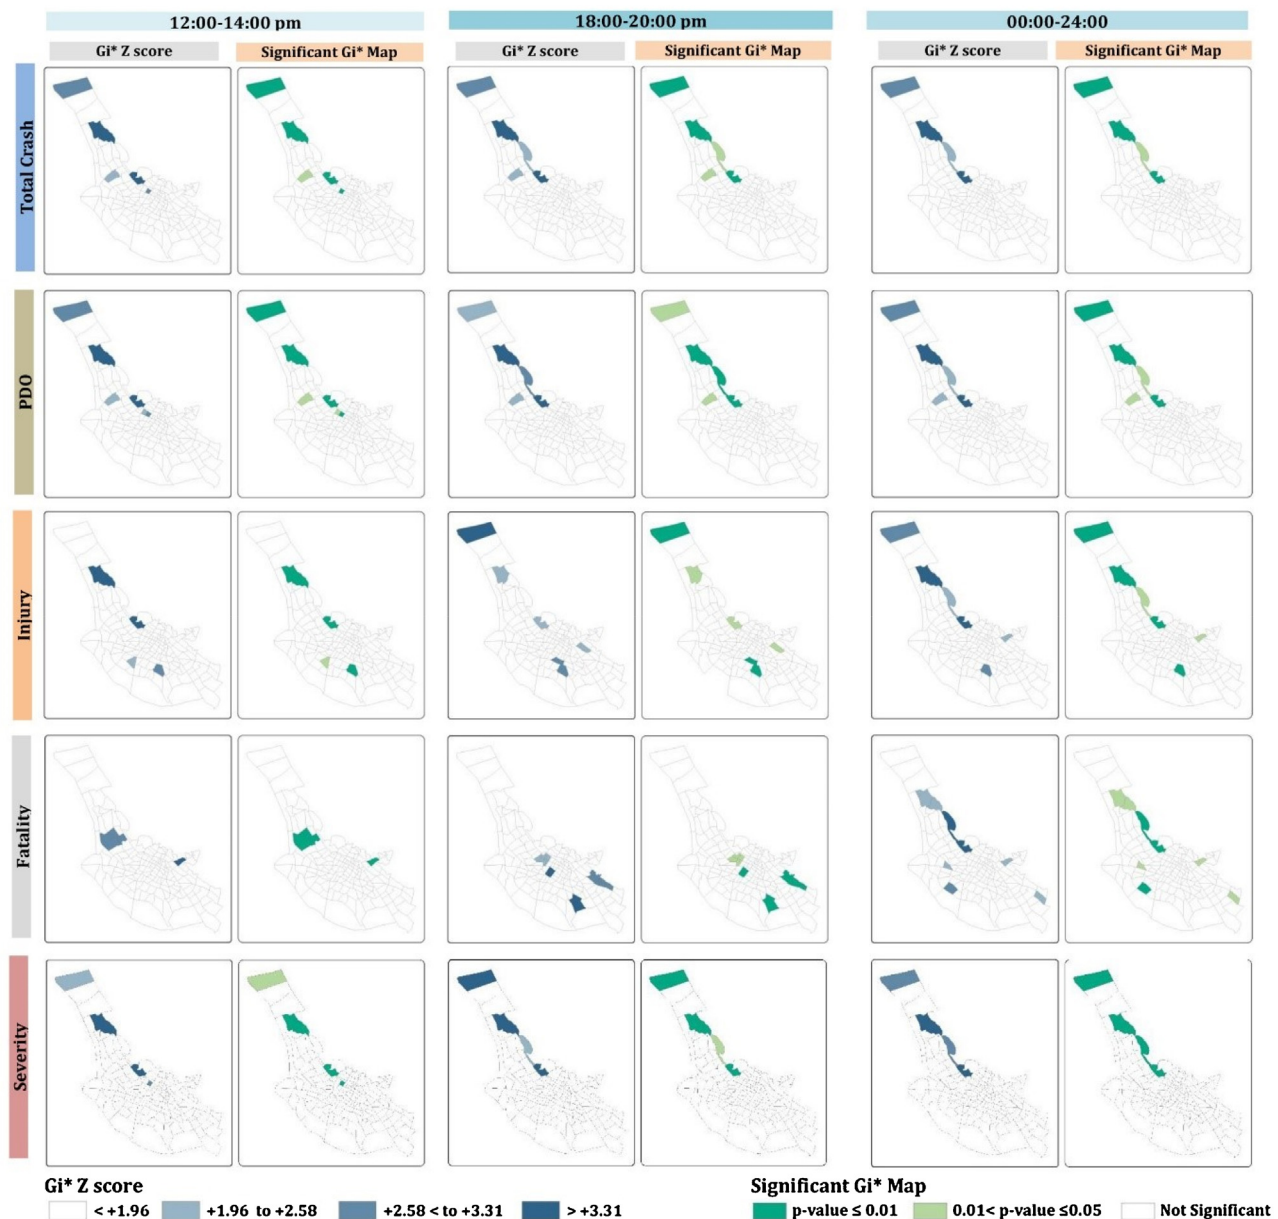 12:00-14:00 pm
18:00-20:00 pm
00:00-24:00
Gi* Z score
Significant Gi* Map
Gi* Z score
Significant Gi* Map
Gi* Z score
Significant Gi* Map
Total Crash
PDO
Injury
Fatality
Severity
Gi* Z score
< +1.96
+1.96 to +2.58
+2.58 < to +3.31
> +3.31
Significant Gi* Map
p-value ≤ 0.01
0.01< p-value ≤0.05
Not Significant